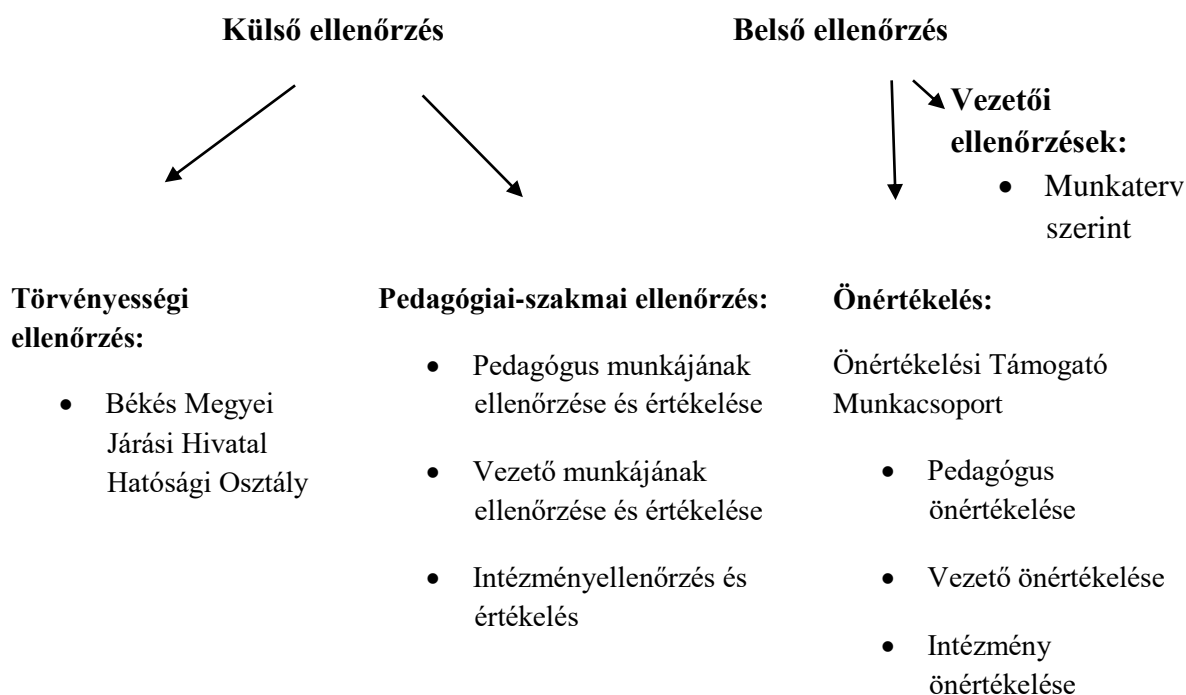 Külső ellenőrzés
Belső ellenőrzés
Vezetői
ellenőrzések:
• Munkaterv
szerint
Törvényességi
ellenőrzés:
• Békés Megyei
Járási Hivatal
Hatósági Osztály
Pedagógiai-szakmai ellenőrzés:
• Pedagógus munkájának
ellenőrzése és értékelése
• Vezető munkájának
ellenőrzése és értékelése
• Intézményellenőrzés és
értékelés
Önértékelés:
Önértékelési Támogató
Munkacsoport
• Pedagógus
önértékelése
• Vezető önértékelése
• Intézmény
önértékelése